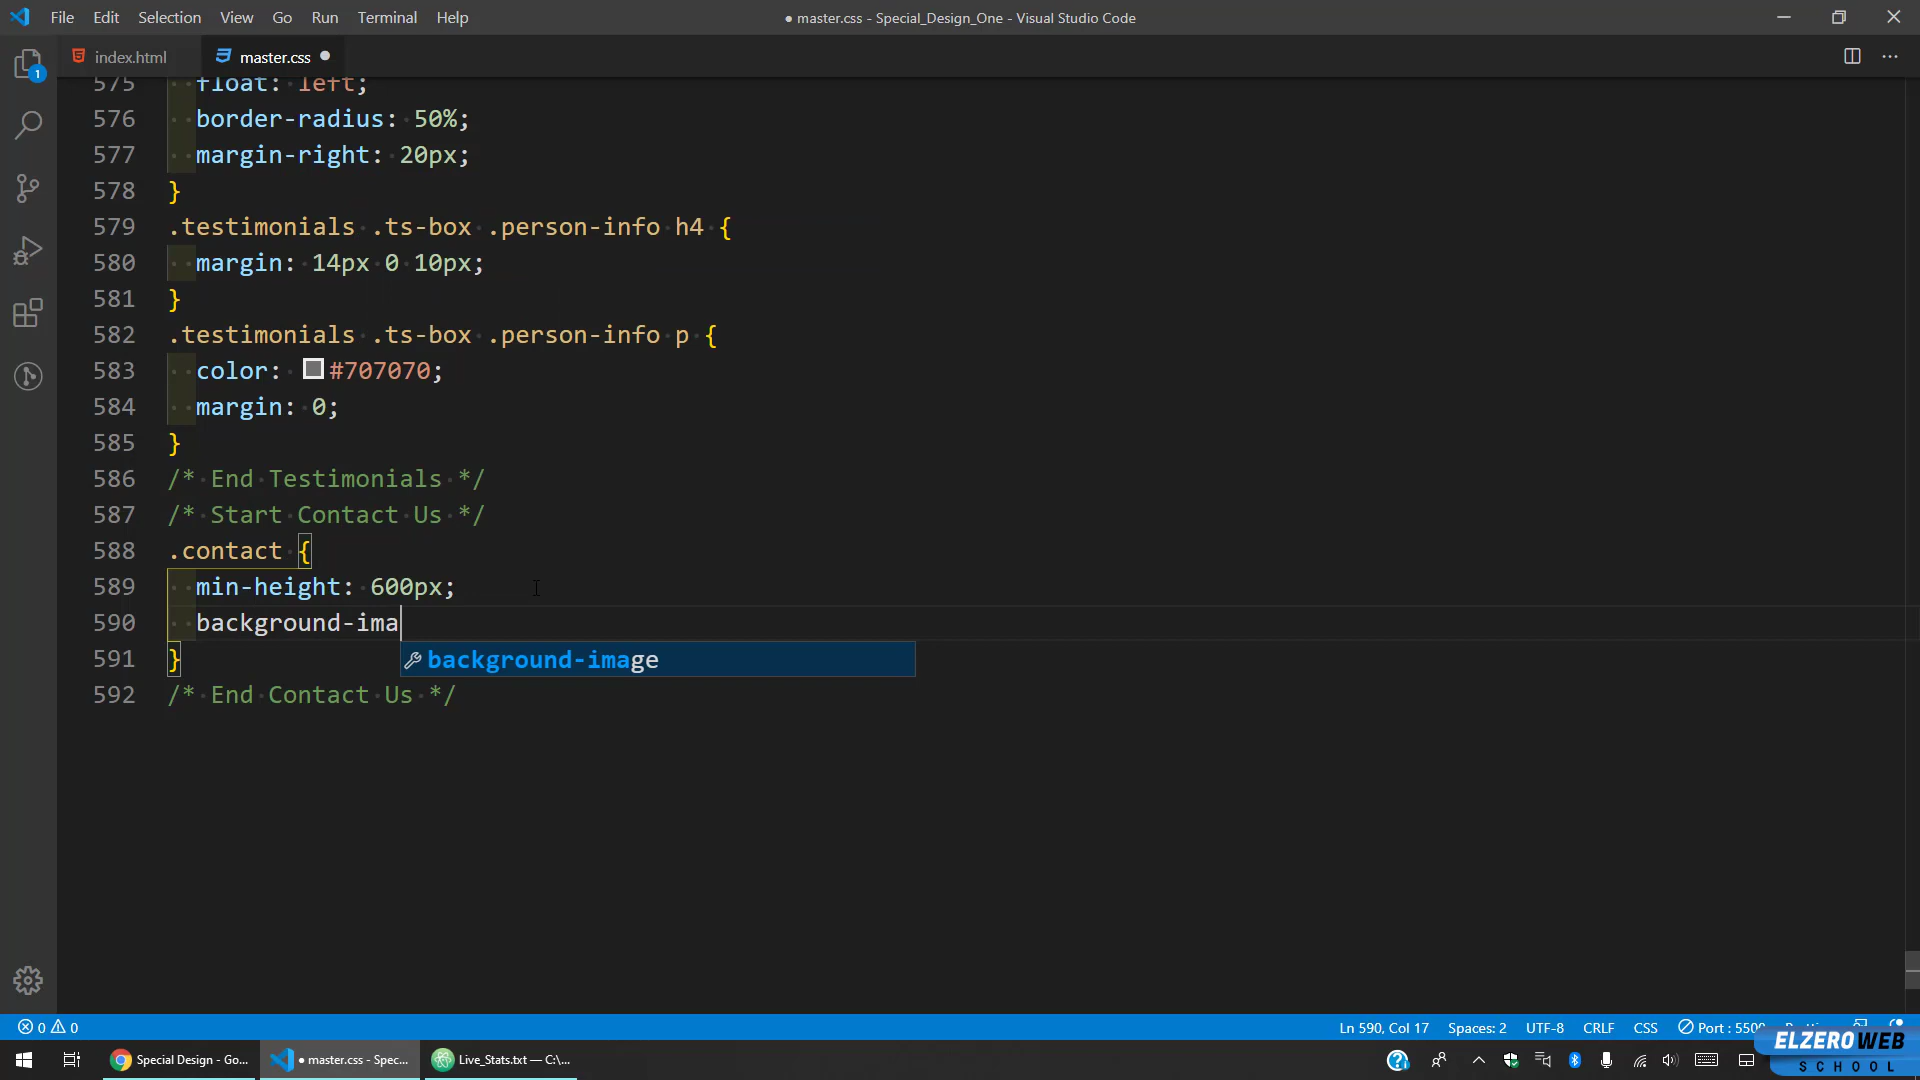 File Edit Selection View Go Run Terminal Help
● master.css - Special_Design_One - Visual Studio Code
index.html
master.css
1
575 float: left;
576 border-radius: 50%;
577 margin-right: 20px;
578 }
579 .testimonials .ts-box .person-info h4 {
580 margin: 14px 0 10px;
581 }
582 .testimonials .ts-box .person-info p {
583 color: #707070;
584 margin: 0;
585 }
586 /* End Testimonials */
587 /* Start Contact Us */
588 .contact {
589 min-height: 600px;
590 background-ima
591 }
background-image
592 /* End Contact Us */
0 0
Ln 590, Col 17 Spaces: 2 UTF-8 CRLF CSS Port : 5500
Special Design - Go...
● master.css - Spec...
Live_Stats.txt — C:\...
ELZEROWEB
SCHOOL